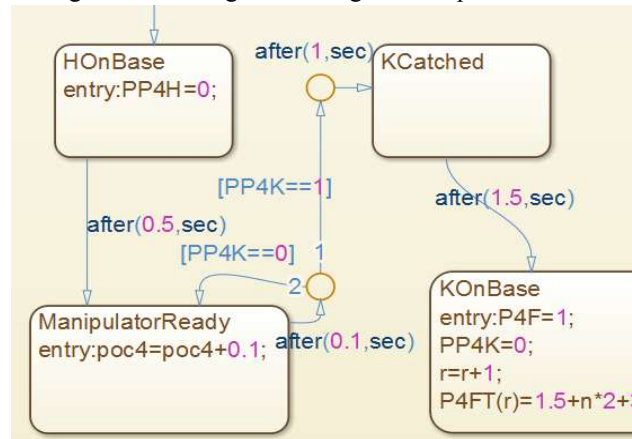 HOnBase
entry:PP4H=0;
after(1,sec)
KCatched
[PP4K==1]
after(0.5,sec)
after(1.5,sec)
[PP4K==0]
1
2
ManipulatorReady
entry:poc4=poc4+0.1;
after(0.1,sec)
KOnBase
entry:P4F=1;
PP4K=0;
r=r+1;
P4FT(r)=1.5+n*2+